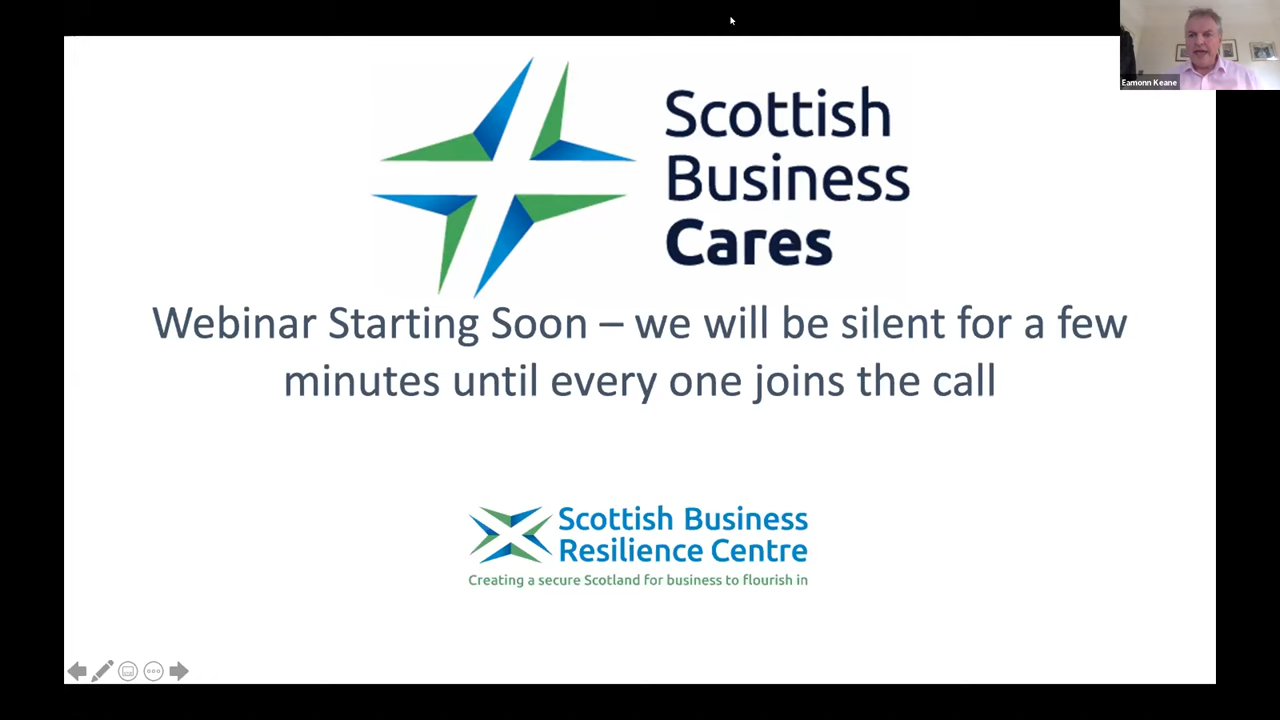 Eamonn Keane
Scottish
Business
Cares
Webinar Starting Soon – we will be silent for a few
minutes until every one joins the call
Scottish Business
Resilience Centre
Creating a secure Scotland for business to flourish in